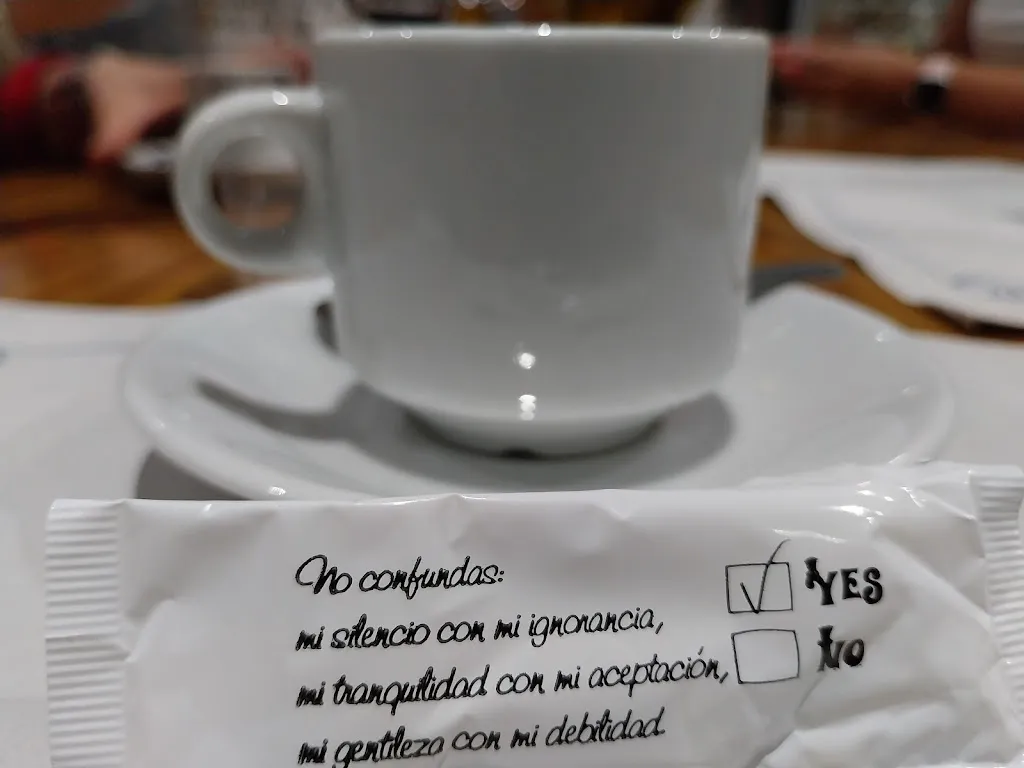 No confundas:
mi silencio con mi ignorancia,
mi tranquilidad con mi aceptación,
mi gentileza con mi debilidad.
YES
NO